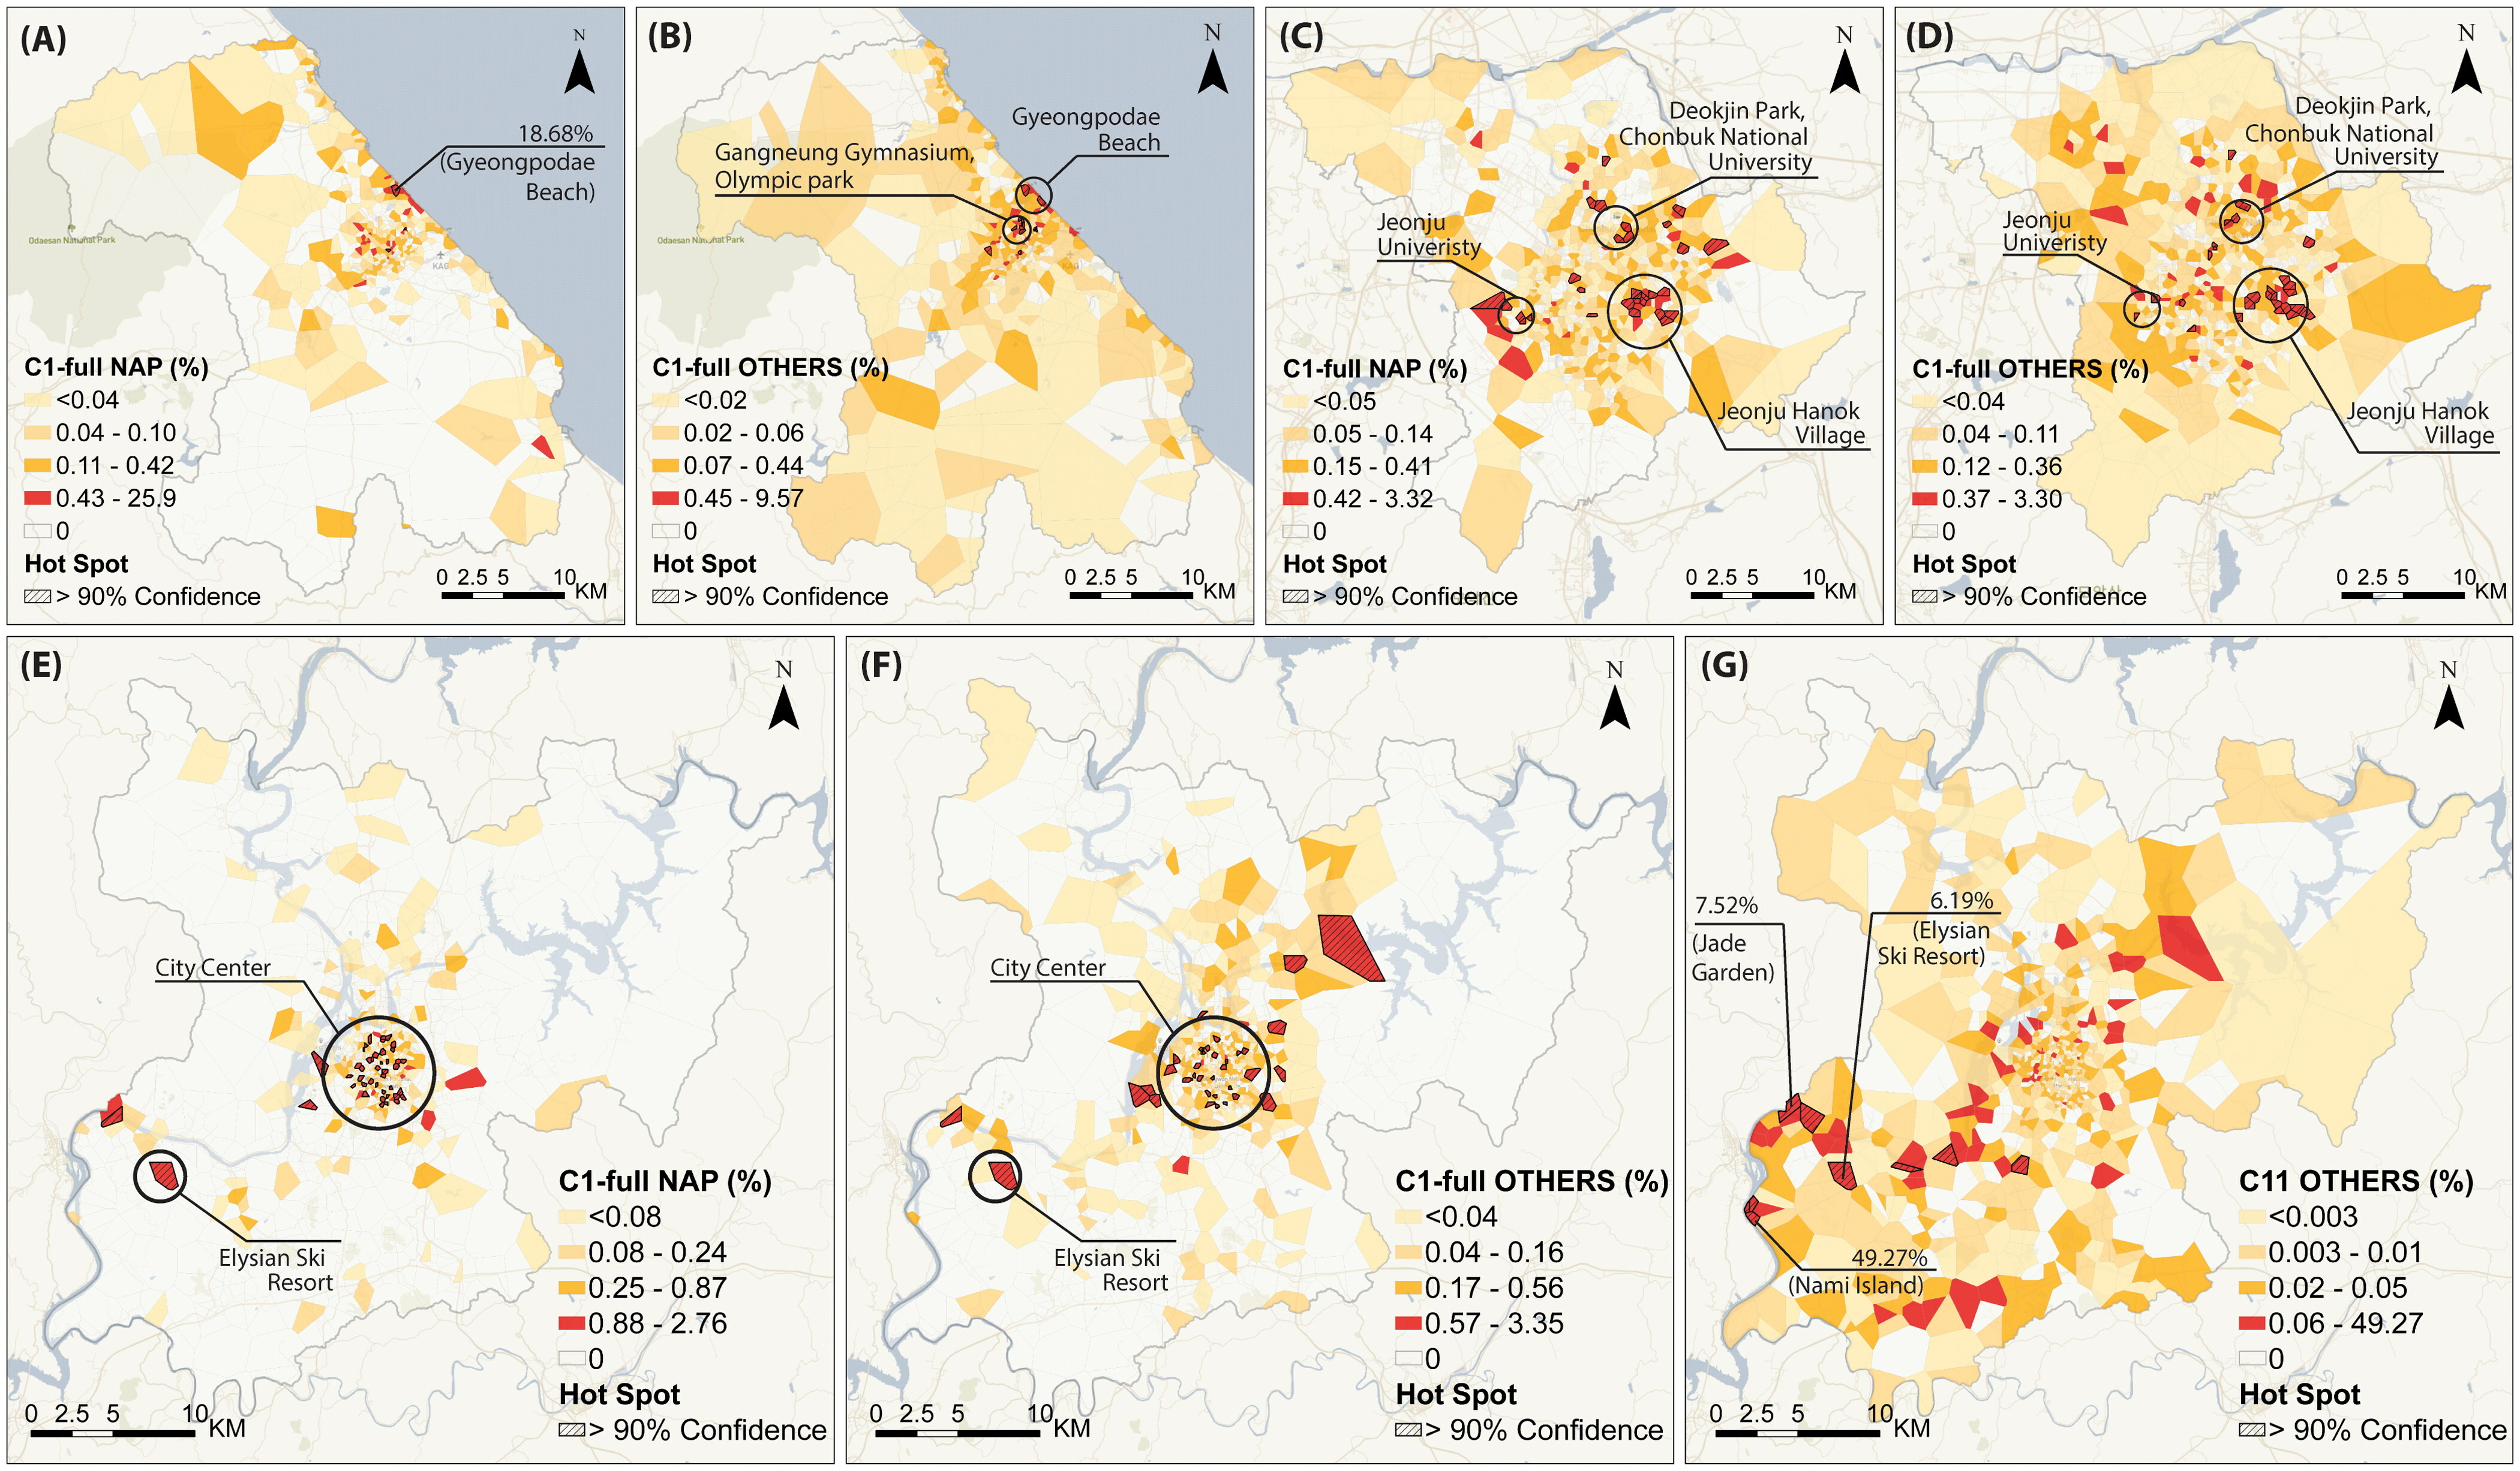 (A)
N
18.68%
(Gyeongpodae
Beach)
Odaesan National Park
KAG
C1-full NAP (%)
<0.04
0.04 - 0.10
0.11 - 0.42
0.43 - 25.9
0
Hot Spot
> 90% Confidence
0 2.5 5 10
KM
(B)
N
Gyeongpodae
Beach
Gangneung Gymnasium,
Olympic park
Odaesan National Park
KAG
C1-full OTHERS (%)
<0.02
0.02 - 0.06
0.07 - 0.44
0.45 - 9.57
0
Hot Spot
> 90% Confidence
0 2.5 5 10
KM
(C)
N
Deokjin Park,
Chonbuk National
University
Jeonju
Univeristy
Jeonju Hanok
Village
C1-full NAP (%)
<0.05
0.05 - 0.14
0.15 - 0.41
0.42 - 3.32
0
Hot Spot
> 90% Confidence
0 2.5 5 10
KM
(D)
N
Deokjin Park,
Chonbuk National
University
Jeonju
Univeristy
Jeonju Hanok
Village
C1-full OTHERS (%)
<0.04
0.04 - 0.11
0.12 - 0.36
0.37 - 3.30
0
Hot Spot
> 90% Confidence
0 2.5 5 10
KM
(E)
N
City Center
Elysian Ski
Resort
C1-full NAP (%)
<0.08
0.08 - 0.24
0.25 - 0.87
0.88 - 2.76
0
Hot Spot
> 90% Confidence
0 2.5 5 10
KM
(F)
N
City Center
Elysian Ski
Resort
C1-full OTHERS (%)
<0.04
0.04 - 0.16
0.17 - 0.56
0.57 - 3.35
0
Hot Spot
> 90% Confidence
0 2.5 5 10
KM
(G)
N
7.52%
(Jade
Garden)
6.19%
(Elysian
Ski Resort)
49.27%
(Nami Island)
C11 OTHERS (%)
<0.003
0.003 - 0.01
0.02 - 0.05
0.06 - 49.27
0
Hot Spot
> 90% Confidence
0 2.5 5 10
KM